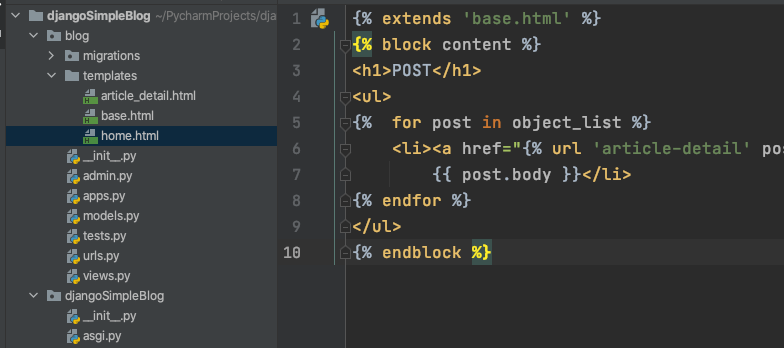 djangoSimpleBlog ~/PycharmProjects/dja
blog
migrations
templates
article_detail.html
base.html
home.html
__init__.py
admin.py
apps.py
models.py
tests.py
urls.py
views.py
djangoSimpleBlog
__init__.py
asgi.py
1 {% extends 'base.html' %}
2 {% block content %}
3 <h1>POST</h1>
4 <ul>
5 {%  for post in object_list %}
6     <li><a href="{% url 'article-detail' pos
7         {{ post.body }}</li>
8 {% endfor %}
9 </ul>
10 {% endblock %}